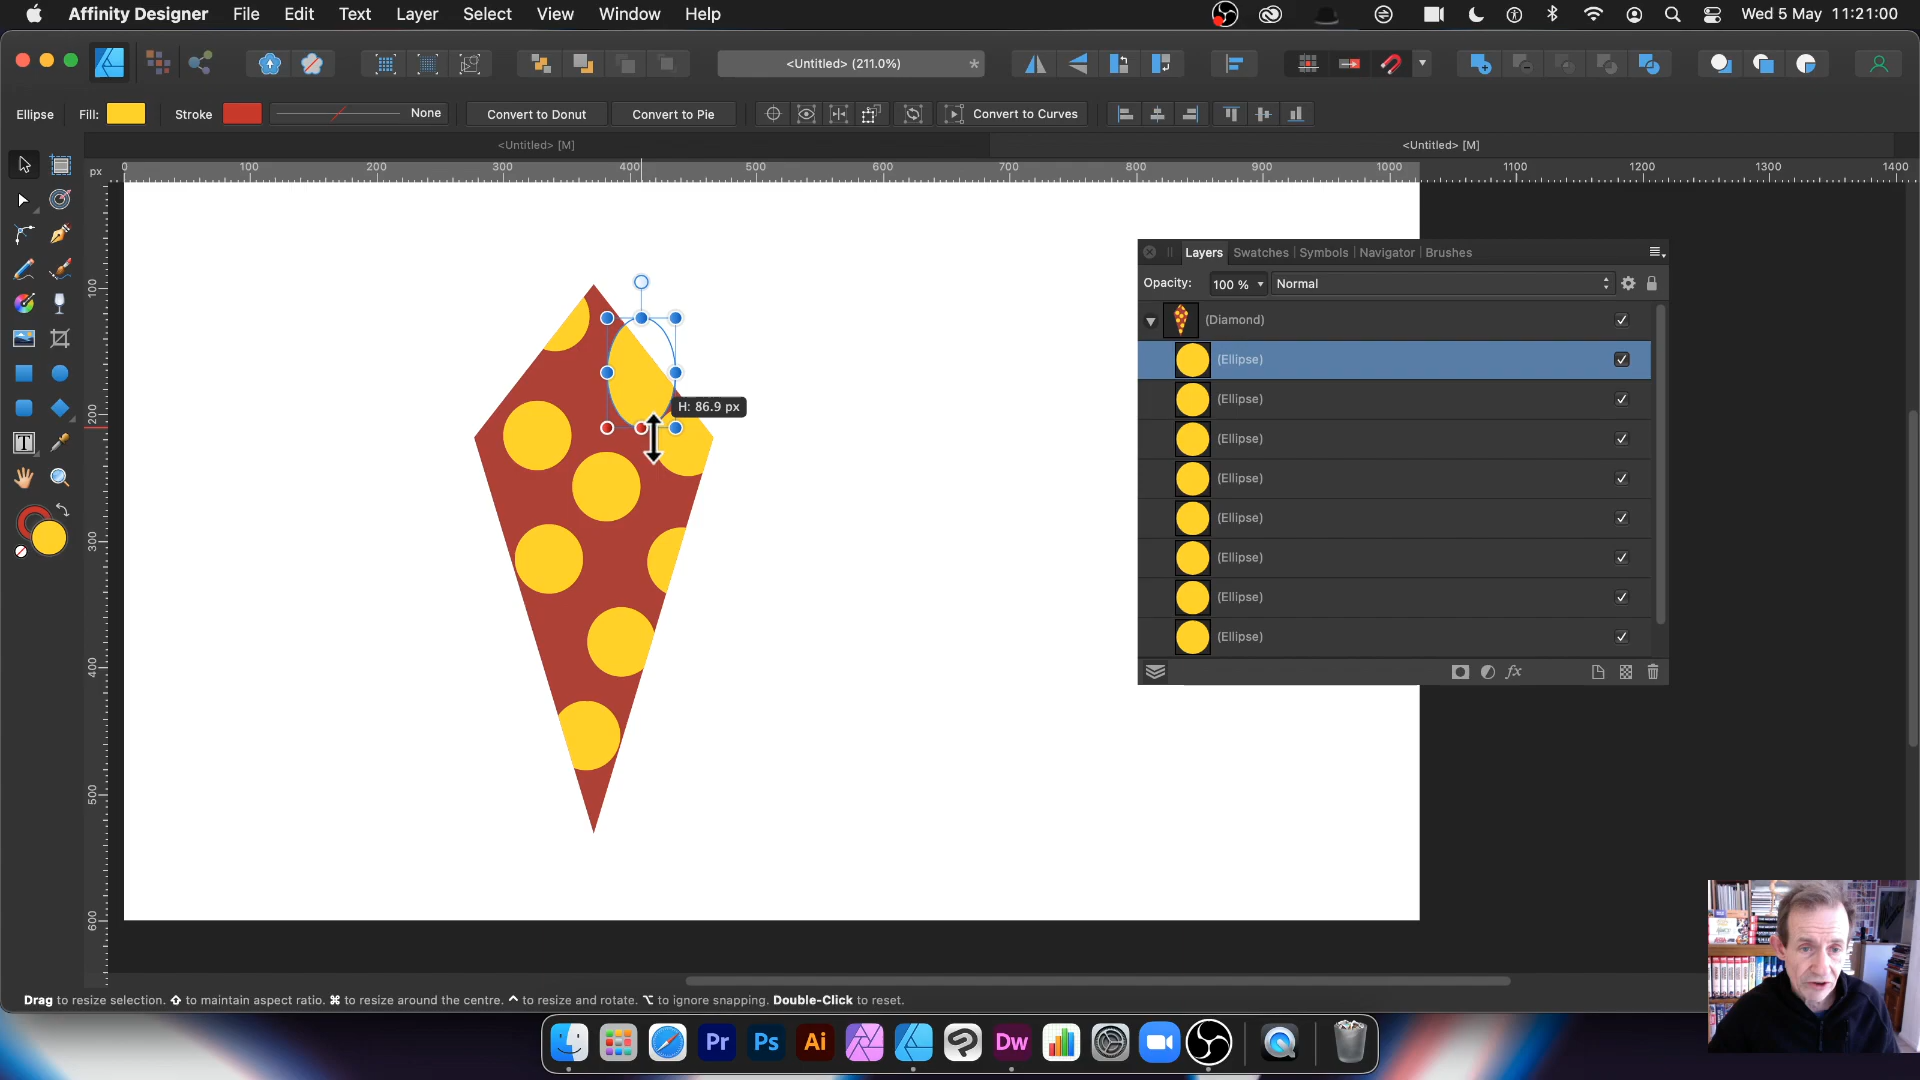 Affinity Designer File Edit Text Layer Select View Window Help Wed 5 May 11:21:00
<Untitled> (211.0%) *
Ellipse Fill: Stroke None Convert to Donut Convert to Pie Convert to Curves
<Untitled> [M] <Untitled> [M]
px 0 100 200 300 400 500 600 700 800 900 1000 1100 1200 1300 1400
100
200
300
400
500
600
H: 86.9 px
Layers Swatches Symbols Navigator Brushes
Opacity: 100 % Normal
(Diamond)
(Ellipse)
(Ellipse)
(Ellipse)
(Ellipse)
(Ellipse)
(Ellipse)
(Ellipse)
(Ellipse)
fx
Drag to resize selection. ⇧ to maintain aspect ratio. ⌘ to resize around the centre. ^ to resize and rotate. ⌥ to ignore snapping. Double-Click to reset.
Pr Ps Ai Dw